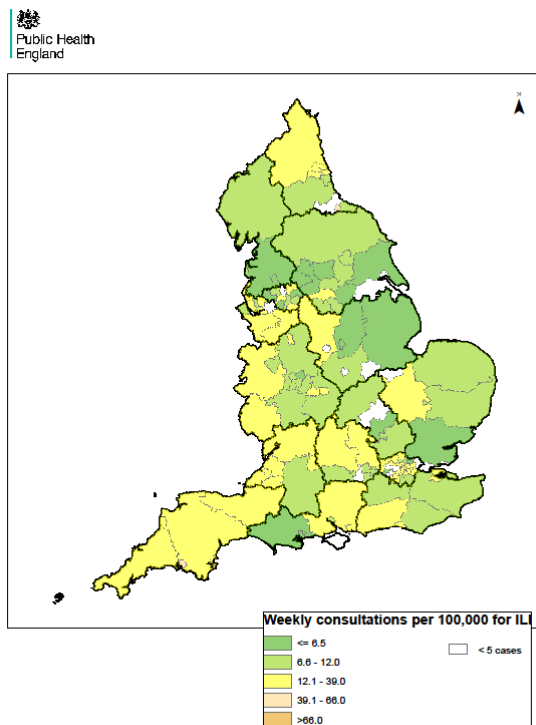 Public Health
England
Weekly consultations per 100,000 for ILI
<= 6.5
6.6 - 12.0
12.1 - 39.0
39.1 - 66.0
>66.0
< 5 cases